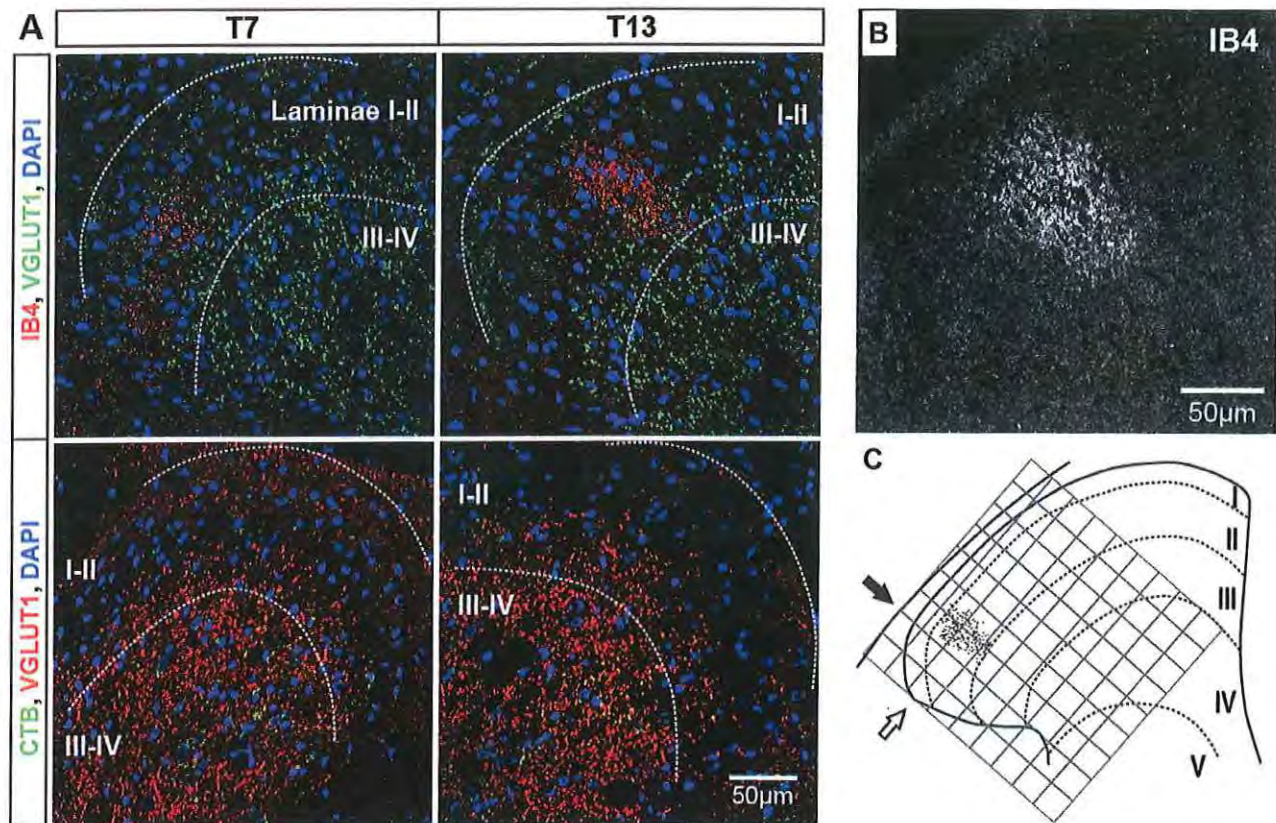 A
T7
T13
IB4, VGLUT1, DAPI
Laminae I-II
III-IV
I-II
III-IV
CTB, VGLUT1, DAPI
I-II
III-IV
I-II
III-IV
50µm
B
IB4
50µm
C
I
II
III
IV
V